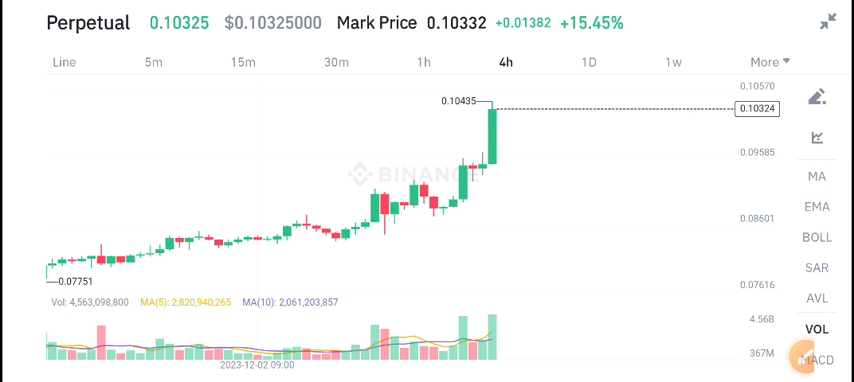 Perpetual 0.10325 $0.10325000 Mark Price 0.10332 +0.01382 +15.45%
Line 5m 15m 30m 1h 4h 1D 1w More
0.10570
0.10435
0.10324
0.09585
BINANCE
MA
EMA
0.08601
BOLL
SAR
0.07751
0.07616
AVL
Vol: 4,563,098,800 MA(5): 2,820,940,265 MA(10): 2,061,203,857
4.56B
VOL
367M
MACD
2023-12-02 09:00